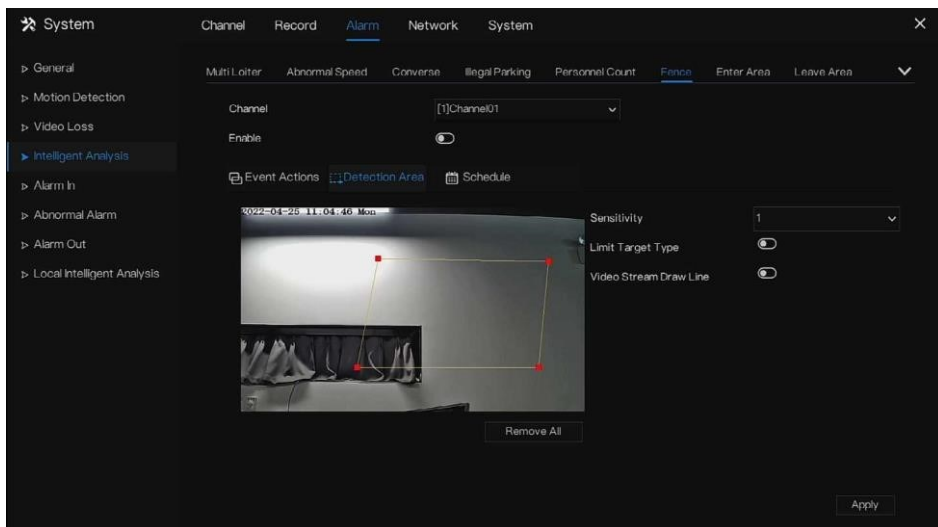 System
Channel Record Alarm Network System
General
Motion Detection
Video Loss
Intelligent Analysis
Alarm In
Abnormal Alarm
Alarm Out
Local Intelligent Analysis
Multi Loiter Abnormal Speed Converse Illegal Parking Personnel Count Fence Enter Area Leave Area
Channel [1]Channel01
Enable
Event Actions Detection Area Schedule
2022-04-25 11:04:46 Mon
Sensitivity 1
Limit Target Type
Video Stream Draw Line
Remove All
Apply